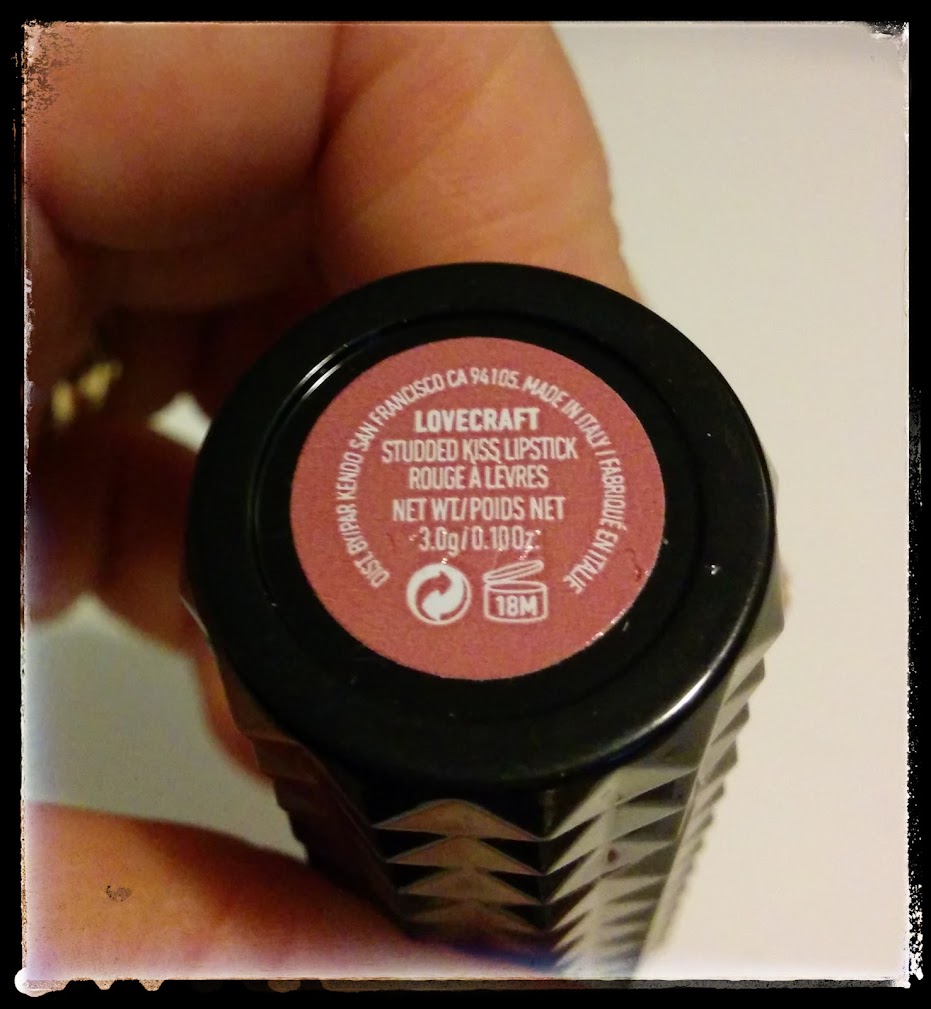 DIST. BY/PAR KENDO SAN FRANCISCO CA 94105. MADE IN ITALY / FABRIQUÉ EN ITALIE
LOVECRAFT
STUDDED KISS LIPSTICK
ROUGE À LÈVRES
NET WT/POIDS NET
3.0g/0.10Oz.
18M